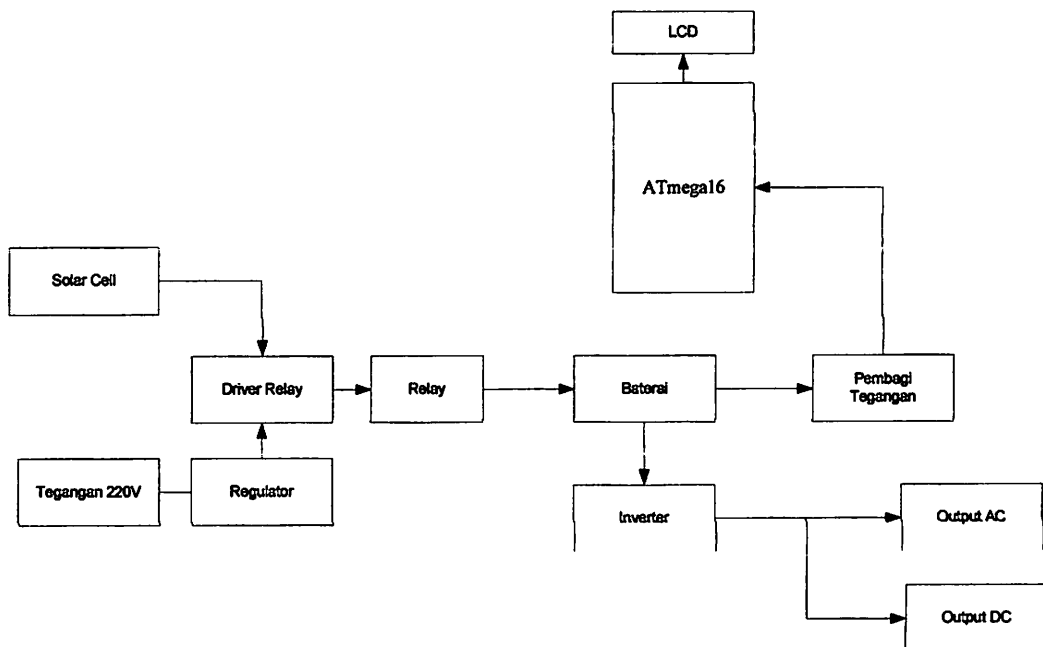 LCD
ATmega16
Solar Cell
Driver Relay
Relay
Baterai
Pembagi
Tegangan
Tegangan 220V
Regulator
Inverter
Output AC
Output DC